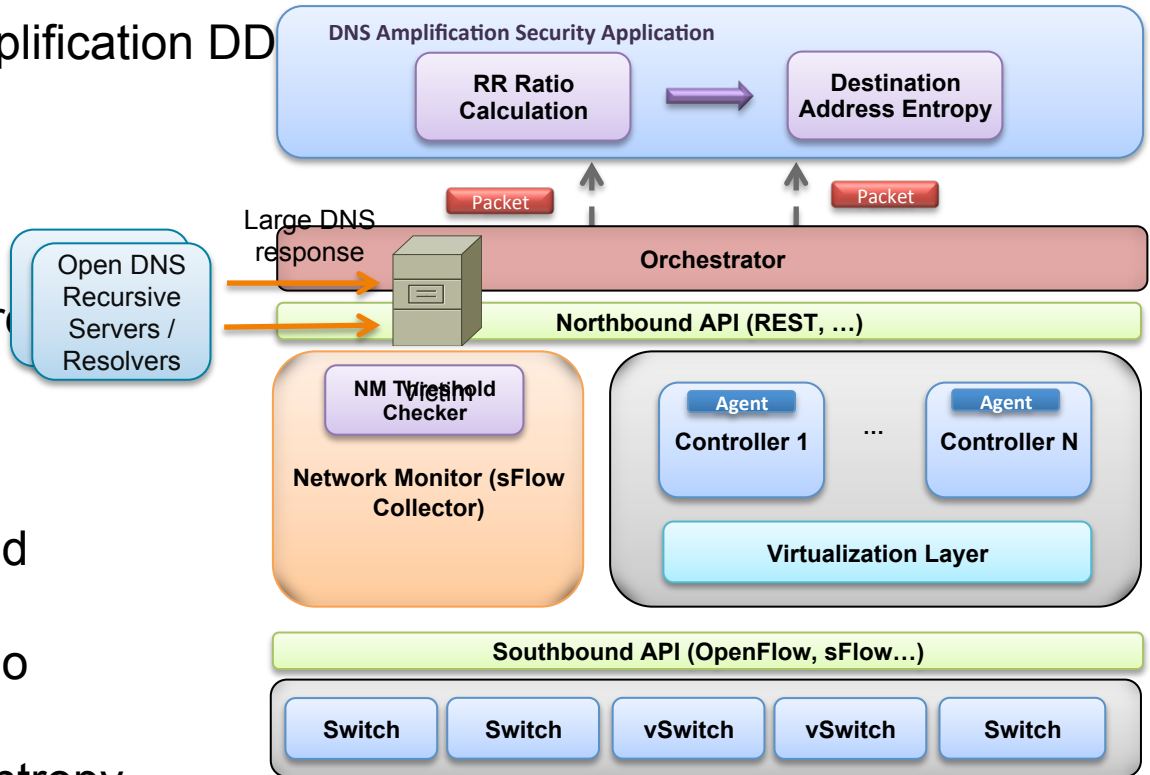 plification DD
DNS Amplification Security Application
RR Ratio
Calculation
Destination
Address Entropy
Packet
Packet
Large DNS
response
Orchestrator
Open DNS
Recursive
Servers /
Resolvers
Northbound API (REST, …)
NM Threshold
Checker
Victim
Network Monitor (sFlow
Collector)
Agent
Controller 1
...
Agent
Controller N
Virtualization Layer
d
Southbound API (OpenFlow, sFlow…)
o
Switch
Switch
vSwitch
vSwitch
Switch